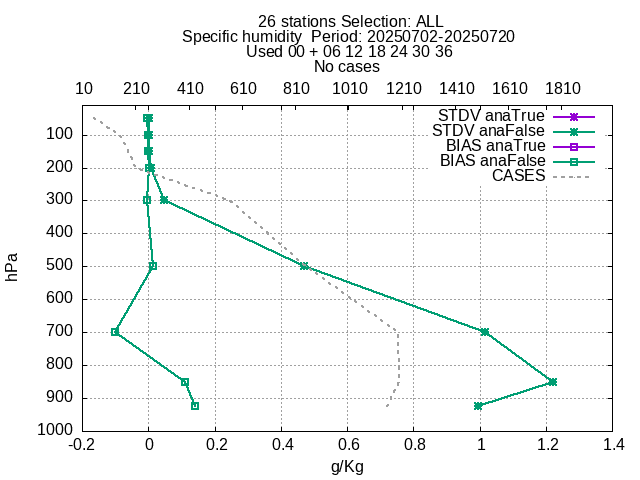 26 stations Selection: ALL
Specific humidity  Period: 20250702-20250720
Used 00 + 06 12 18 24 30 36
No cases
10 210 410 610 810 1010 1210 1410 1610 1810
STDV anaTrue
STDV anaFalse
BIAS anaTrue
BIAS anaFalse
CASES
100
200
300
400
500
600
700
800
900
1000
hPa
-0.2 0 0.2 0.4 0.6 0.8 1 1.2 1.4
g/Kg